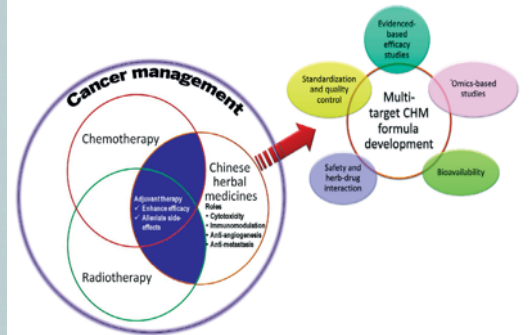 Cancer management
Chemotherapy
Radiotherapy
Adjuvant therapy
✓ Enhance efficacy
✓ Alleviate side-
effects
Chinese
herbal
medicines
Roles
• Cytotoxicity
• Immunomodulation
• Anti-angiogenesis
• Anti-metastasis
Evidenced-
based
efficacy
studies
Standardization
and quality
control
'Omics-based
studies
Multi-
target CHM
formula
development
Safety and
herb-drug
interaction
Bioavailability